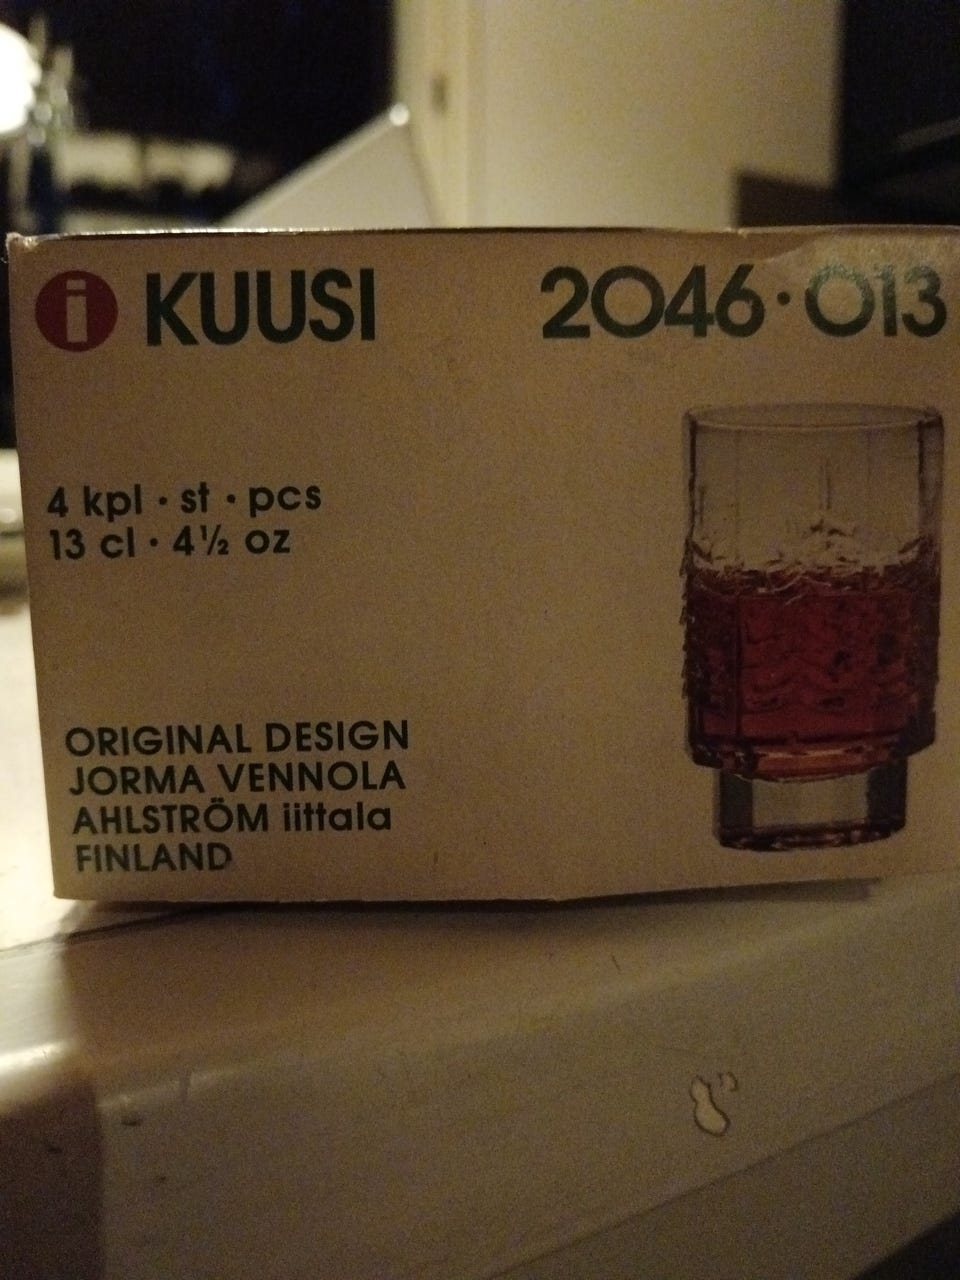 i KUUSI 2046·013
4 kpl · st · pcs
13 cl · 4½ oz
ORIGINAL DESIGN
JORMA VENNOLA
AHLSTRÖM iittala
FINLAND